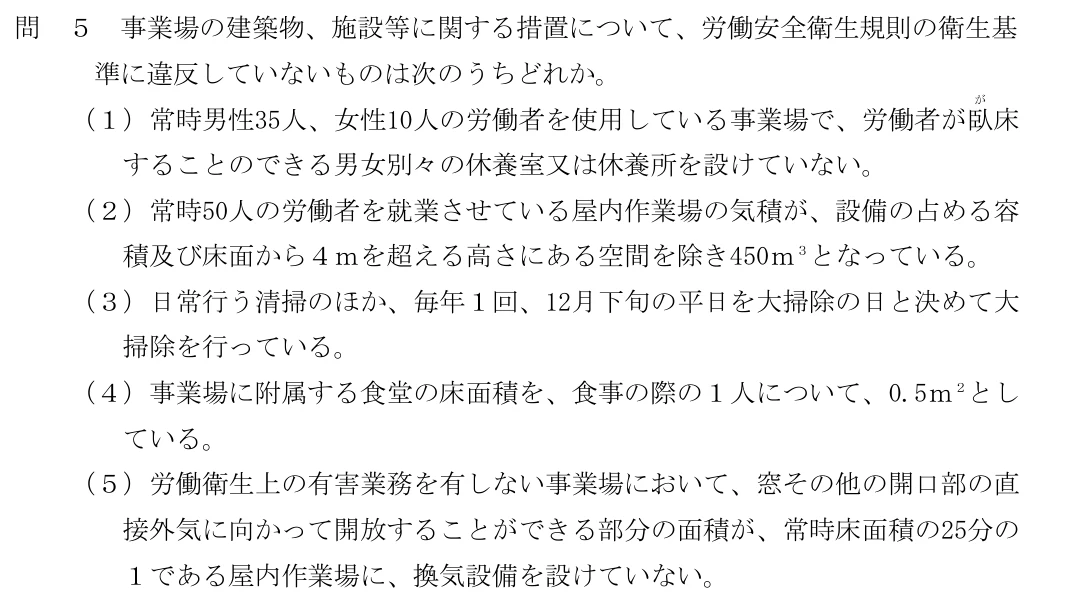 問 5 事業場の建築物、施設等に関する措置について、労働安全衛生規則の衛生基
準に違反していないものは次のうちどれか。
(1)常時男性35人、女性10人の労働者を使用している事業場で、労働者が臥床
が
することのできる男女別々の休養室又は休養所を設けていない。
(2)常時50人の労働者を就業させている屋内作業場の気積が、設備の占める容
積及び床面から4mを超える高さにある空間を除き450m³となっている。
(3)日常行う清掃のほか、毎年1回、12月下旬の平日を大掃除の日と決めて大
掃除を行っている。
(4)事業場に附属する食堂の床面積を、食事の際の1人について、0.5m²とし
ている。
(5)労働衛生上の有害業務を有しない事業場において、窓その他の開口部の直
接外気に向かって開放することができる部分の面積が、常時床面積の25分の
1である屋内作業場に、換気設備を設けていない。